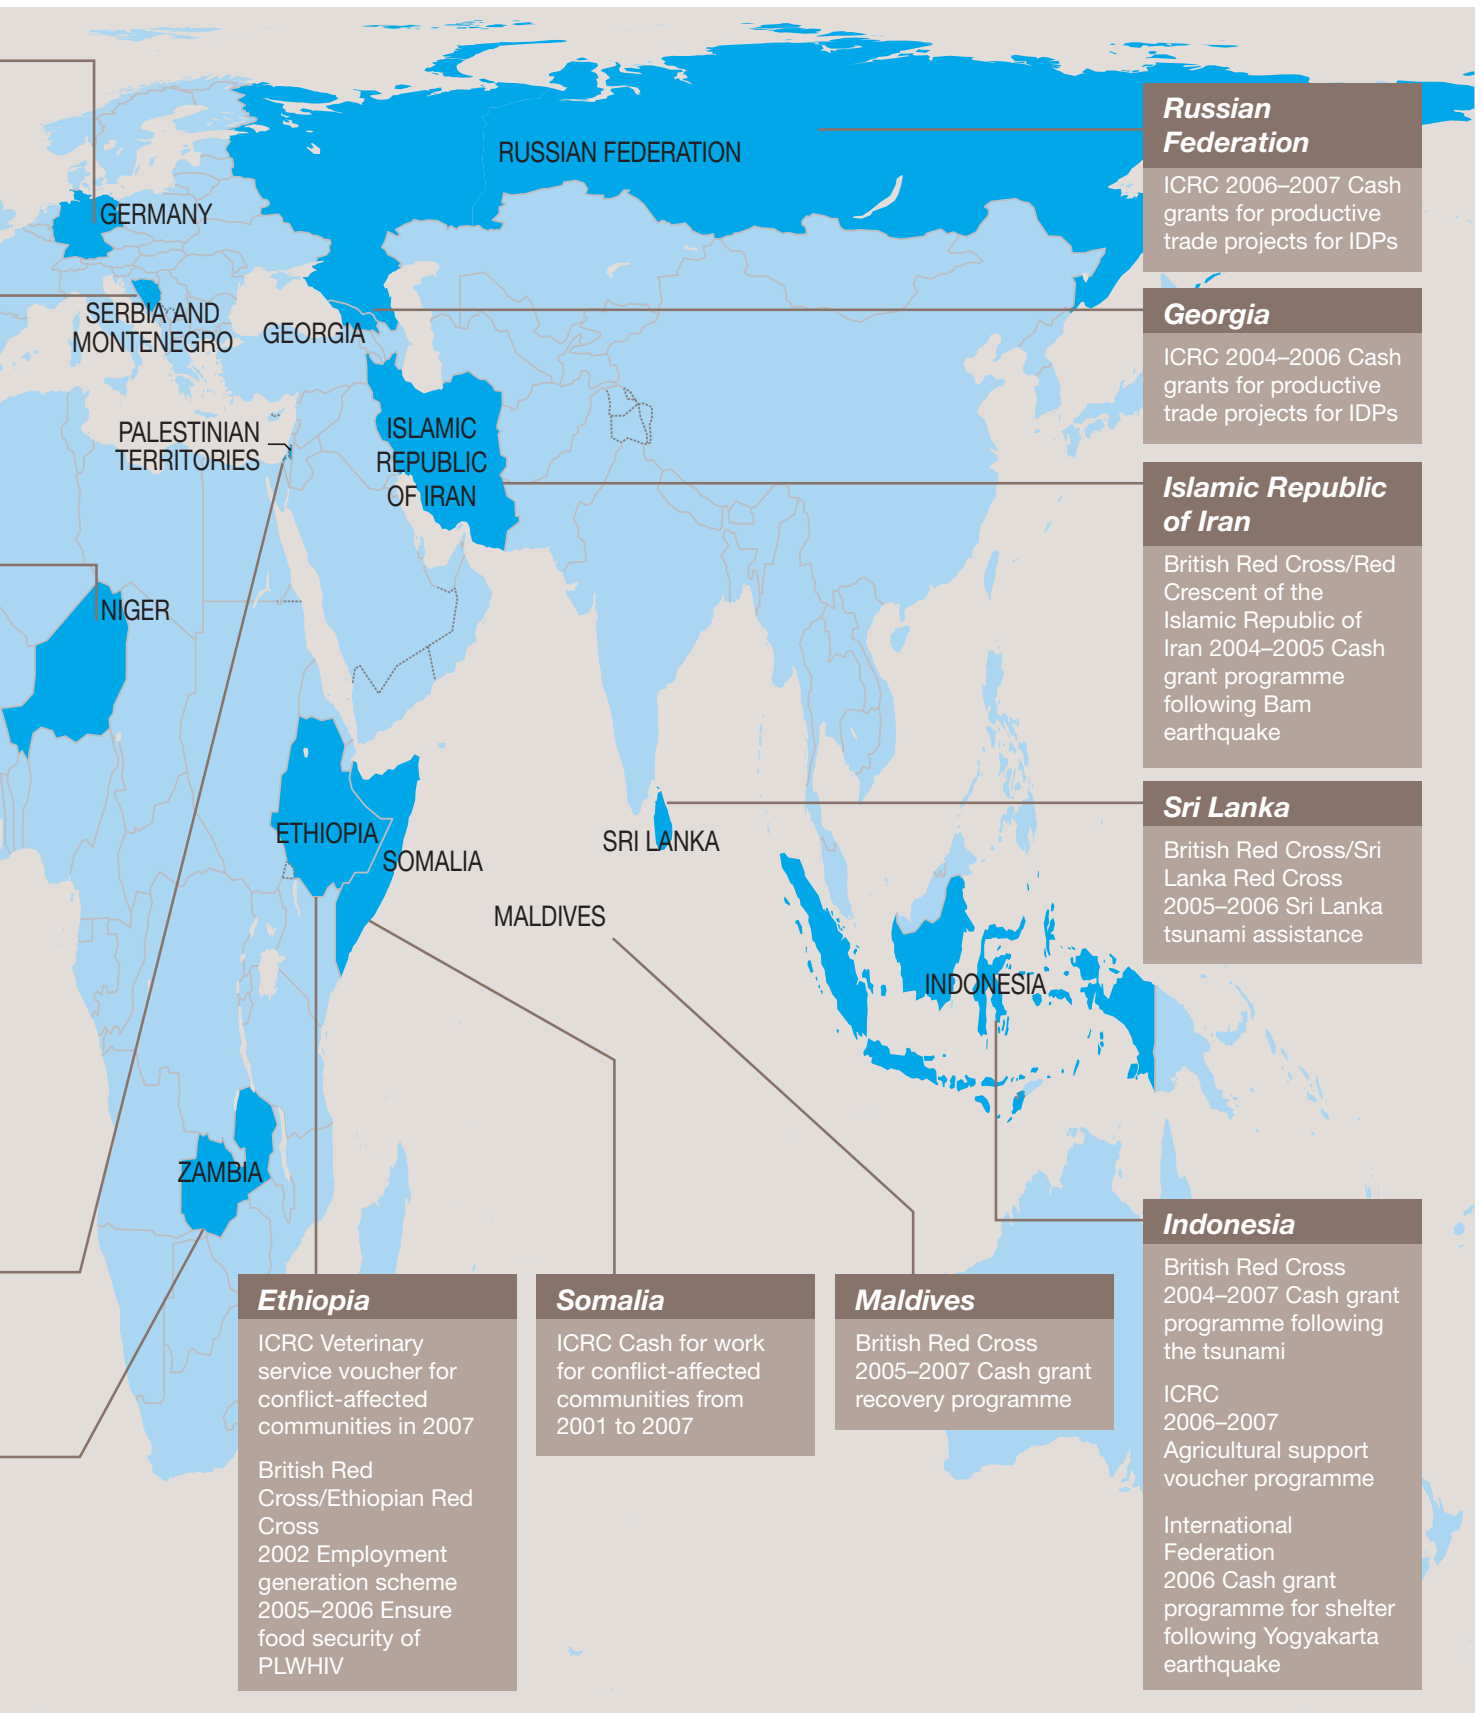 RUSSIAN FEDERATION
GERMANY
SERBIA AND
MONTENEGRO
GEORGIA
PALESTINIAN
TERRITORIES
ISLAMIC
REPUBLIC
OF IRAN
NIGER
ETHIOPIA
SOMALIA
SRI LANKA
MALDIVES
INDONESIA
ZAMBIA
Russian
Federation
ICRC 2006–2007 Cash
grants for productive
trade projects for IDPs
Georgia
ICRC 2004–2006 Cash
grants for productive
trade projects for IDPs
Islamic Republic
of Iran
British Red Cross/Red
Crescent of the
Islamic Republic of
Iran 2004–2005 Cash
grant programme
following Bam
earthquake
Sri Lanka
British Red Cross/Sri
Lanka Red Cross
2005–2006 Sri Lanka
tsunami assistance
Ethiopia
ICRC Veterinary
service voucher for
conflict-affected
communities in 2007
British Red
Cross/Ethiopian Red
Cross
2002 Employment
generation scheme
2005–2006 Ensure
food security of
PLWHIV
Somalia
ICRC Cash for work
for conflict-affected
communities from
2001 to 2007
Maldives
British Red Cross
2005–2007 Cash grant
recovery programme
Indonesia
British Red Cross
2004–2007 Cash grant
programme following
the tsunami
ICRC
2006–2007
Agricultural support
voucher programme
International
Federation
2006 Cash grant
programme for shelter
following Yogyakarta
earthquake